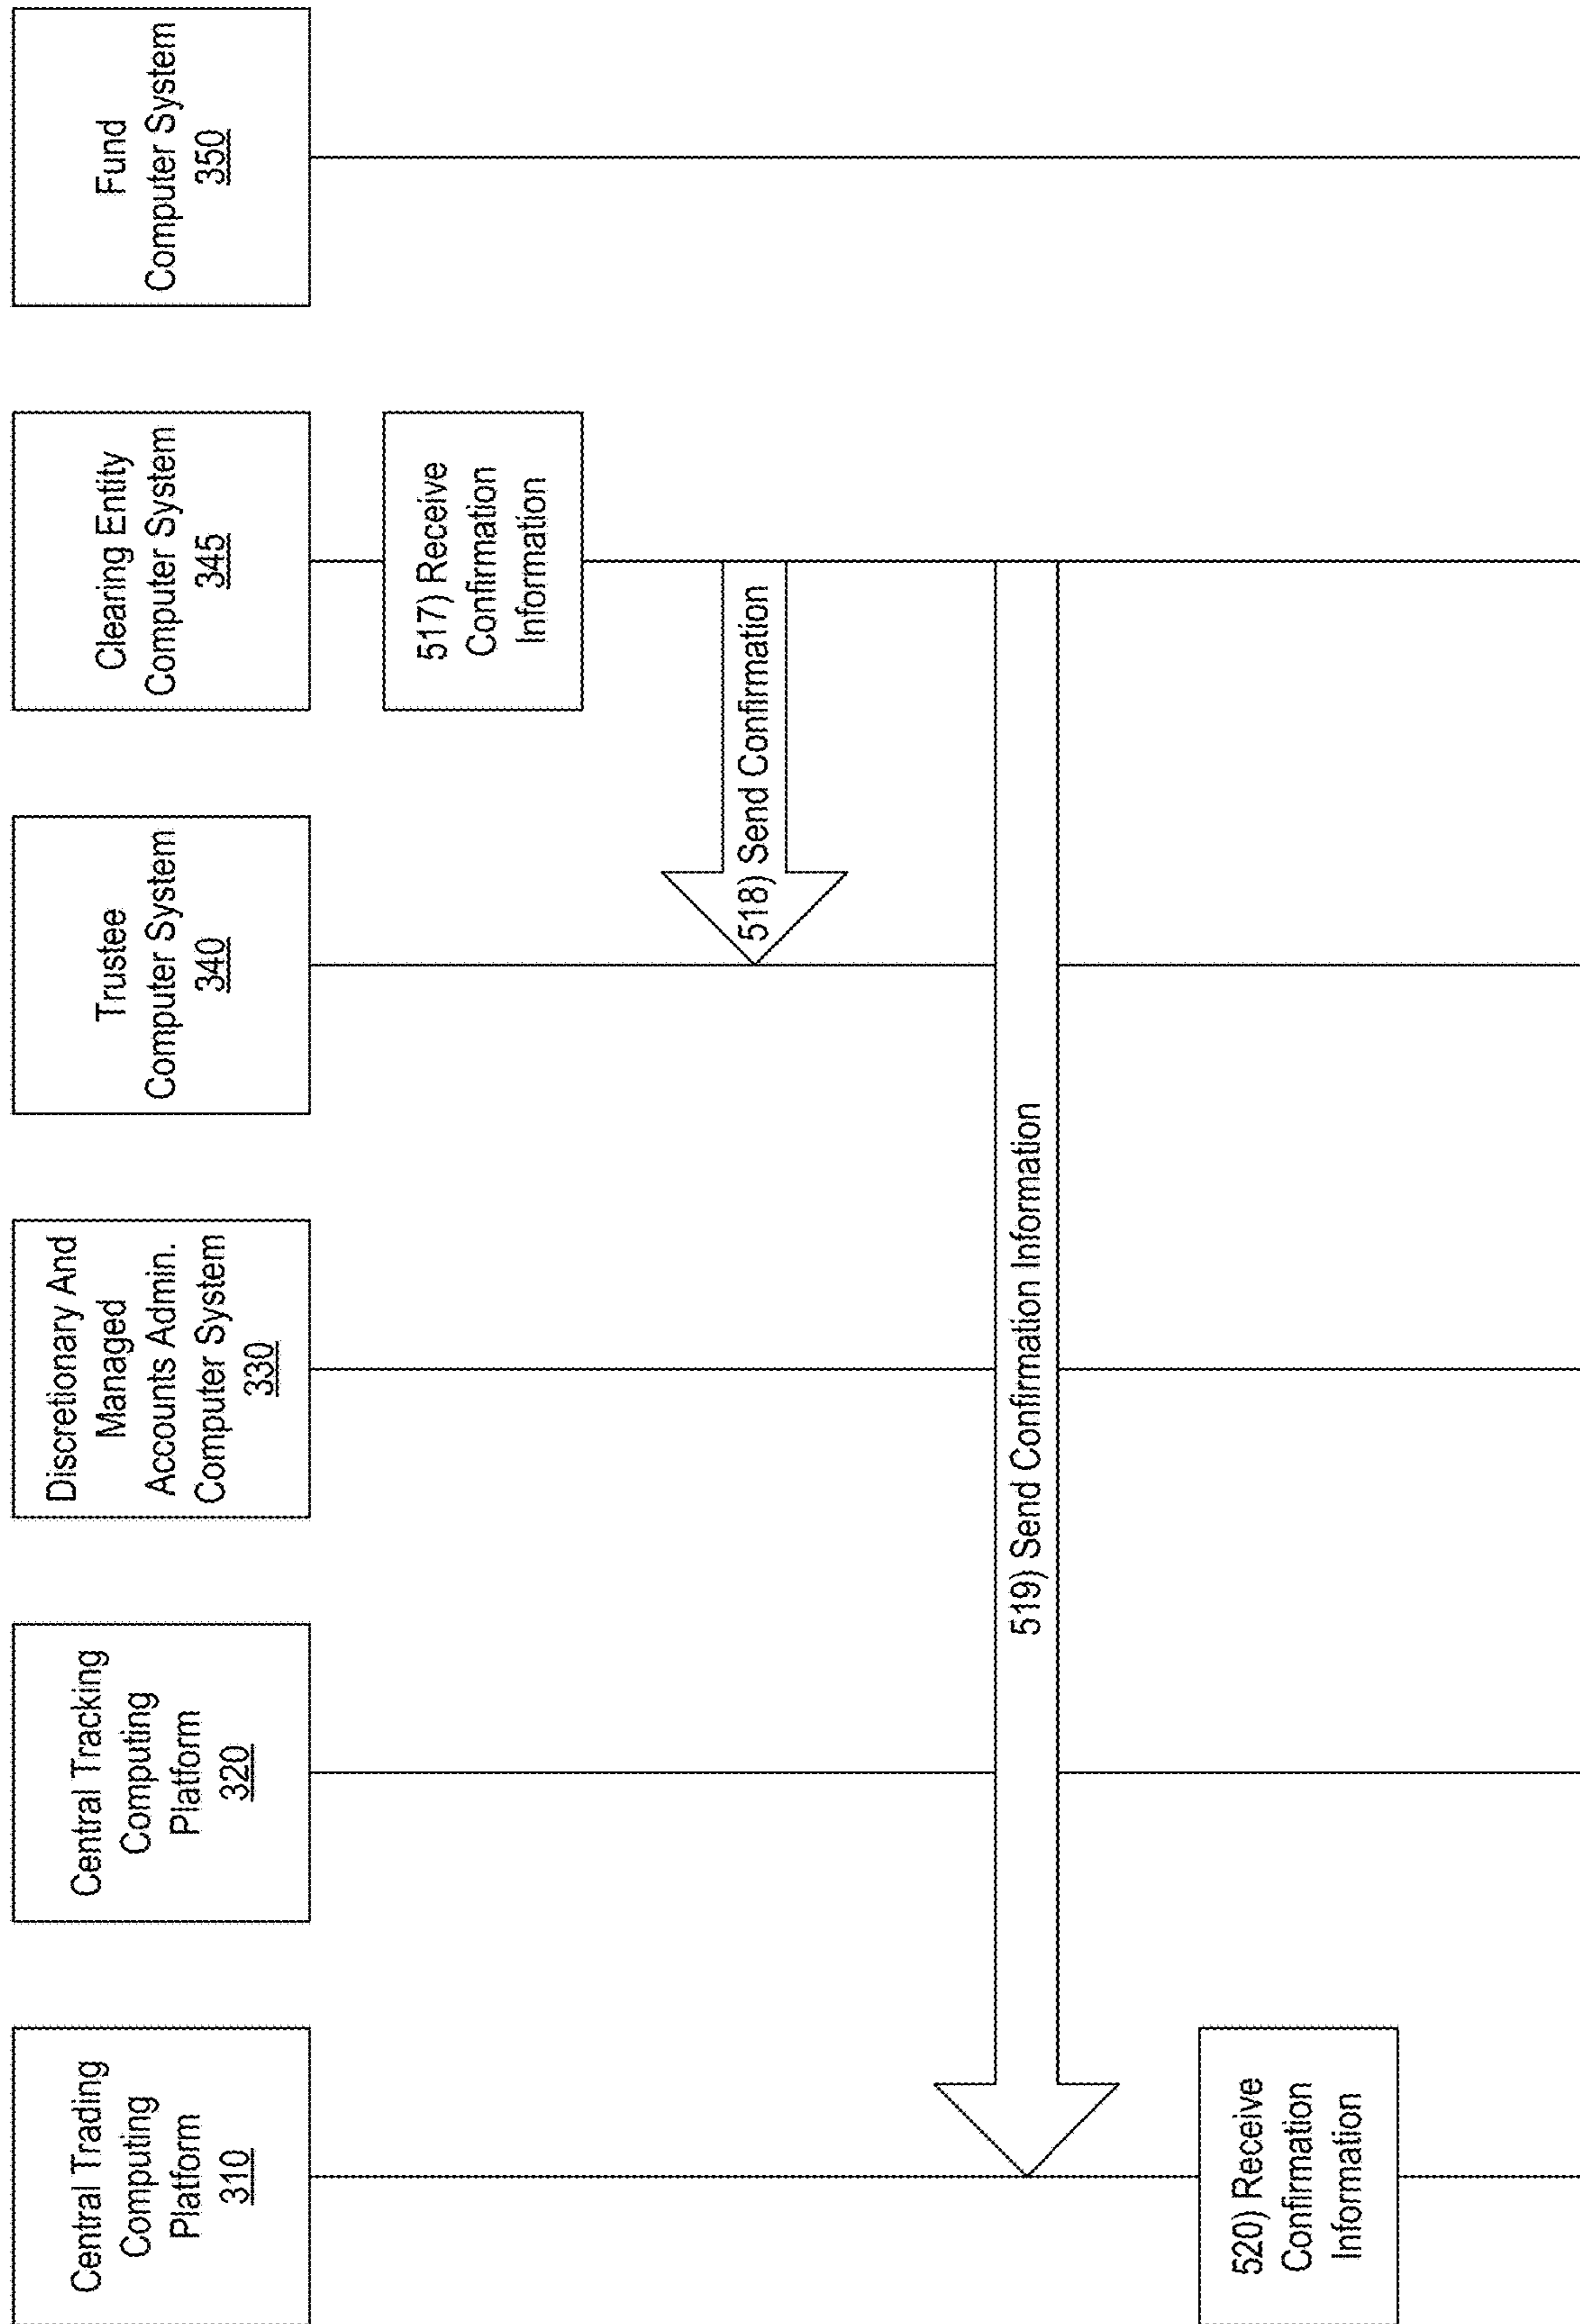 Central Trading
Computing
Platform
310
Central Tracking
Computing
Platform
320
Discretionary And
Managed
Accounts Admin.
Computer System
330
Trustee
Computer System
340
Clearing Entity
Computer System
345
Fund
Computer System
350
517) Receive
Confirmation
Information
518) Send Confirmation
519) Send Confirmation Information
520) Receive
Confirmation
Information